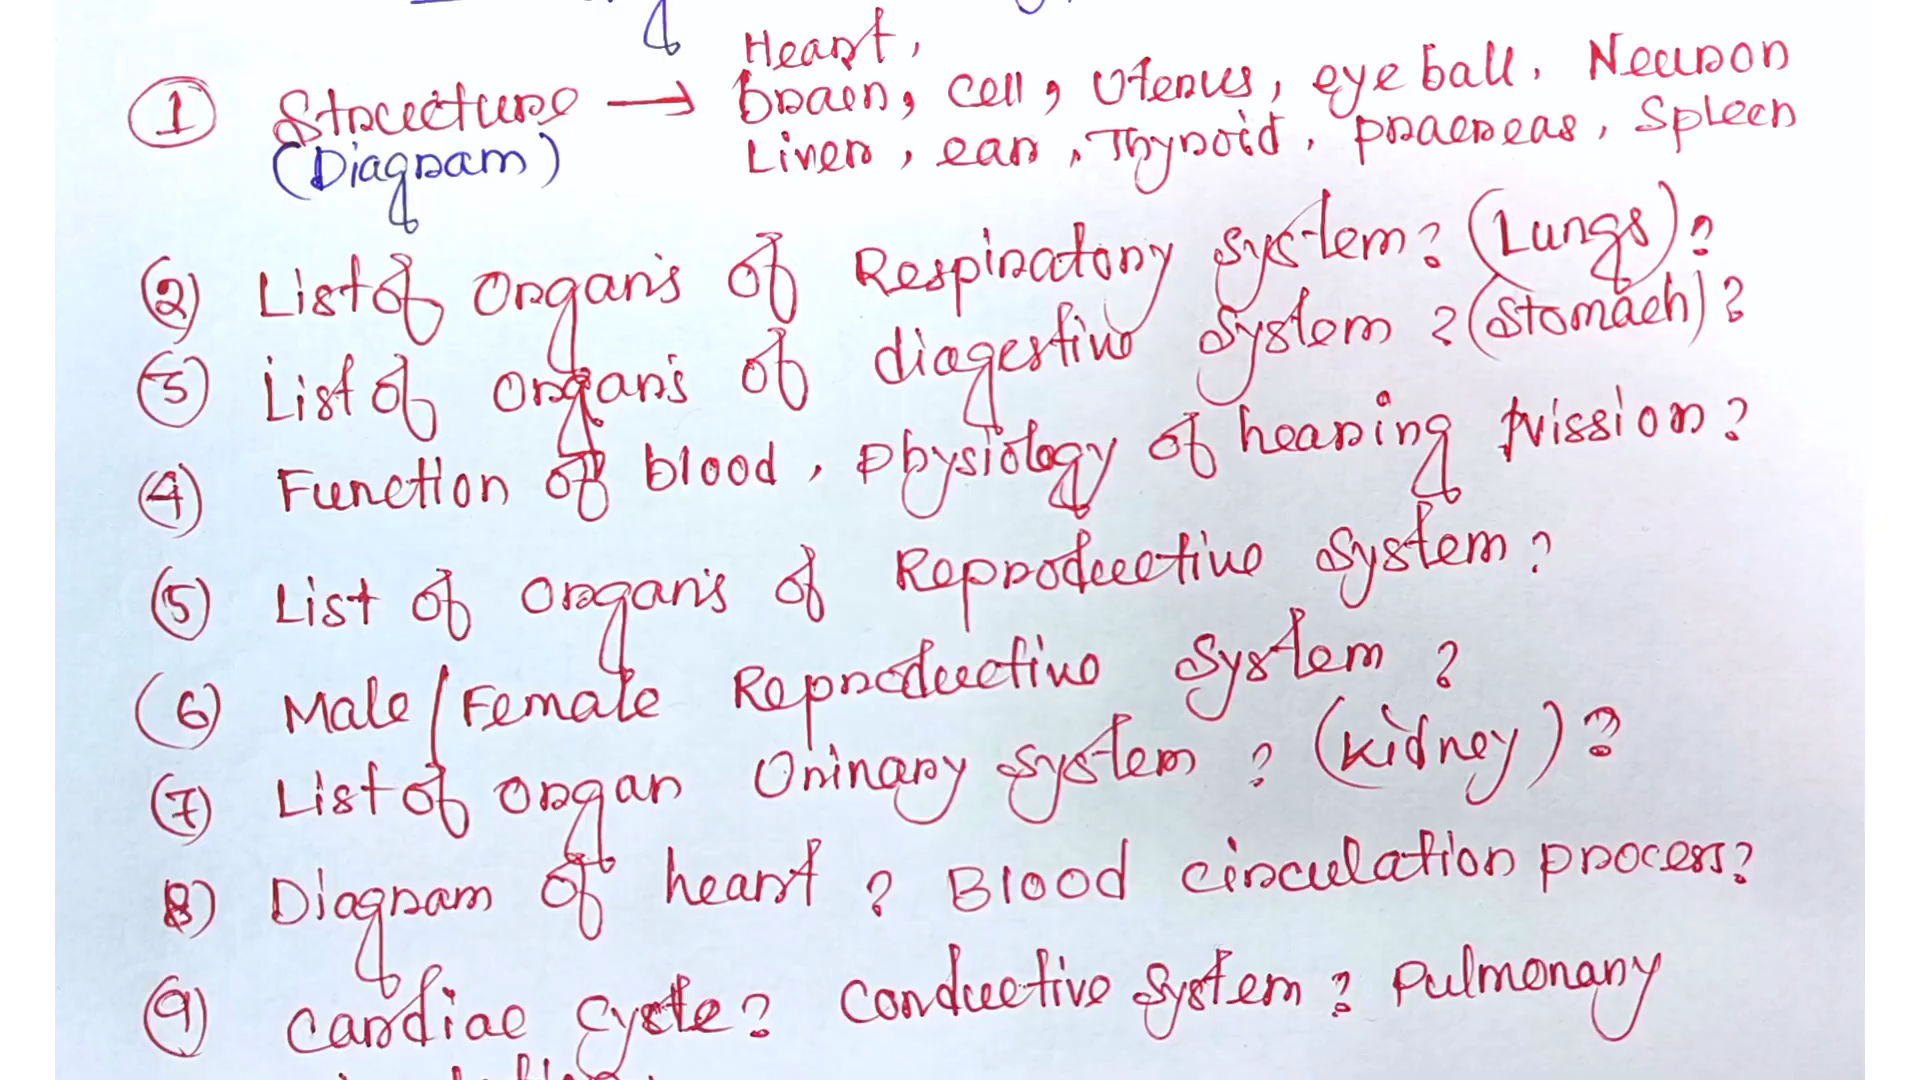 Heart,
① Structure → brain, cell, Uterus, eye ball, Neuron
(Diagram) Liver, ear, Thyroid, pancreas, Spleen
(2) List of Organ's of Respiratory System? (Lungs)?
(3) List of organ's of diagestive System? (Stomach)?
(4) Function of blood, physiology of hearing vission?
(5) List of organ's of Reproductive System?
(6) Male/Female Reproductive System?
(7) List of organ Urinary System? (kidney)?
8) Diagram of heart? Blood circulation process?
(9) Cardiac cycle? Conductive System? Pulmonary